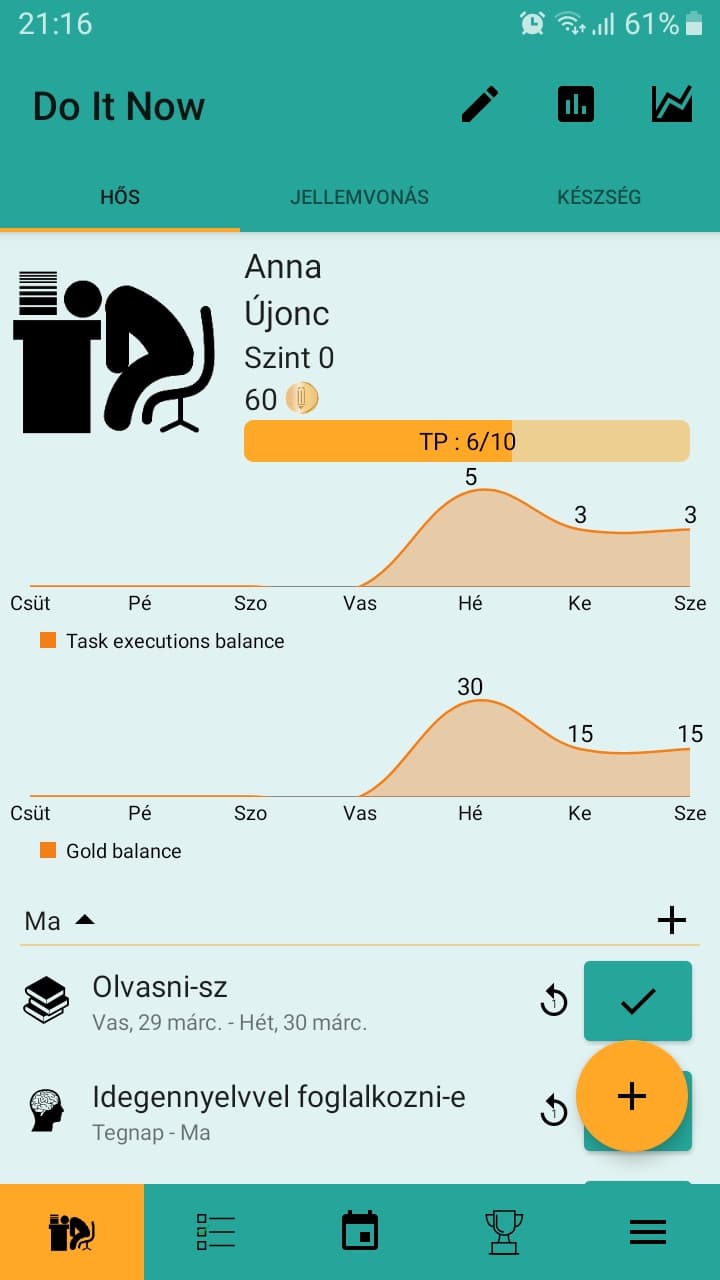 21:16 61%
Do It Now
HŐS JELLEMVONÁS KÉSZSÉG
Anna
Újonc
Szint 0
60
TP : 6/10
5
3 3
Csüt Pé Szo Vas Hé Ke Sze
Task executions balance
30
15 15
Csüt Pé Szo Vas Hé Ke Sze
Gold balance
Ma
Olvasni-sz
1
Vas, 29 márc. - Hét, 30 márc.
Idegennyelvvel foglalkozni-e
1
Tegnap - Ma